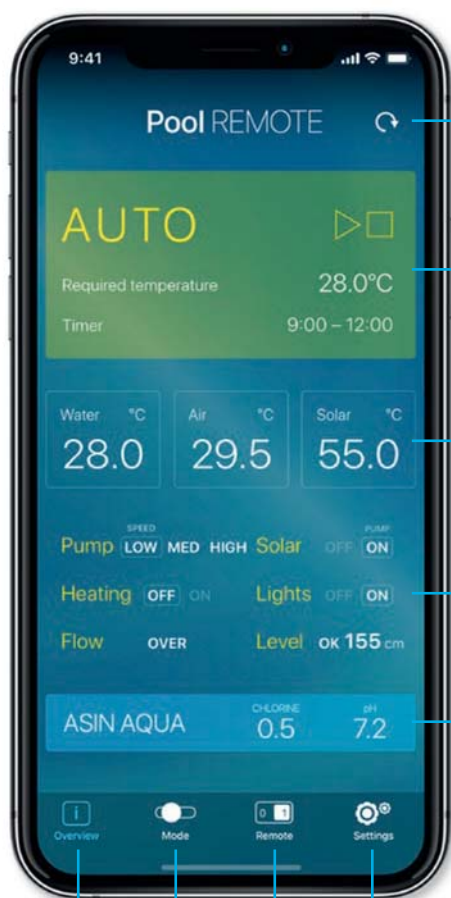 9:41
Pool REMOTE
AUTO
Required temperature 28.0°C
Timer 9:00 – 12:00
Water °C Air °C Solar °C
28.0 29.5 55.0
SPEED PUMP
Pump LOW MED HIGH Solar OFF ON
Heating OFF ON Lights OFF ON
Flow OVER Level OK 155 cm
CHLORINE pH
ASIN AQUA 0.5 7.2
i 0 1
Overview Mode Remote Settings